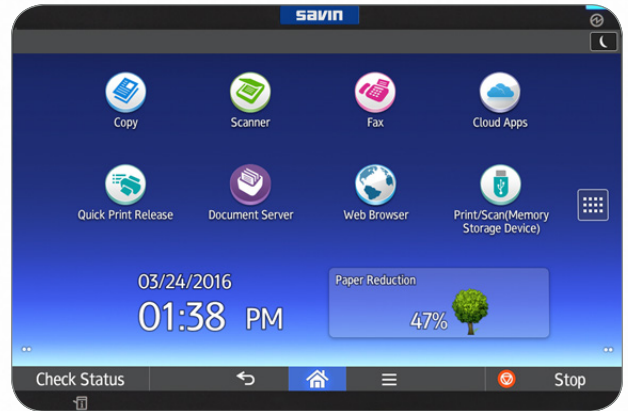 savin
Copy
Scanner
Fax
Cloud Apps
Quick Print Release
Document Server
Web Browser
Print/Scan(Memory
Storage Device)
03/24/2016
01:38 PM
Paper Reduction
47%
Check Status
Stop